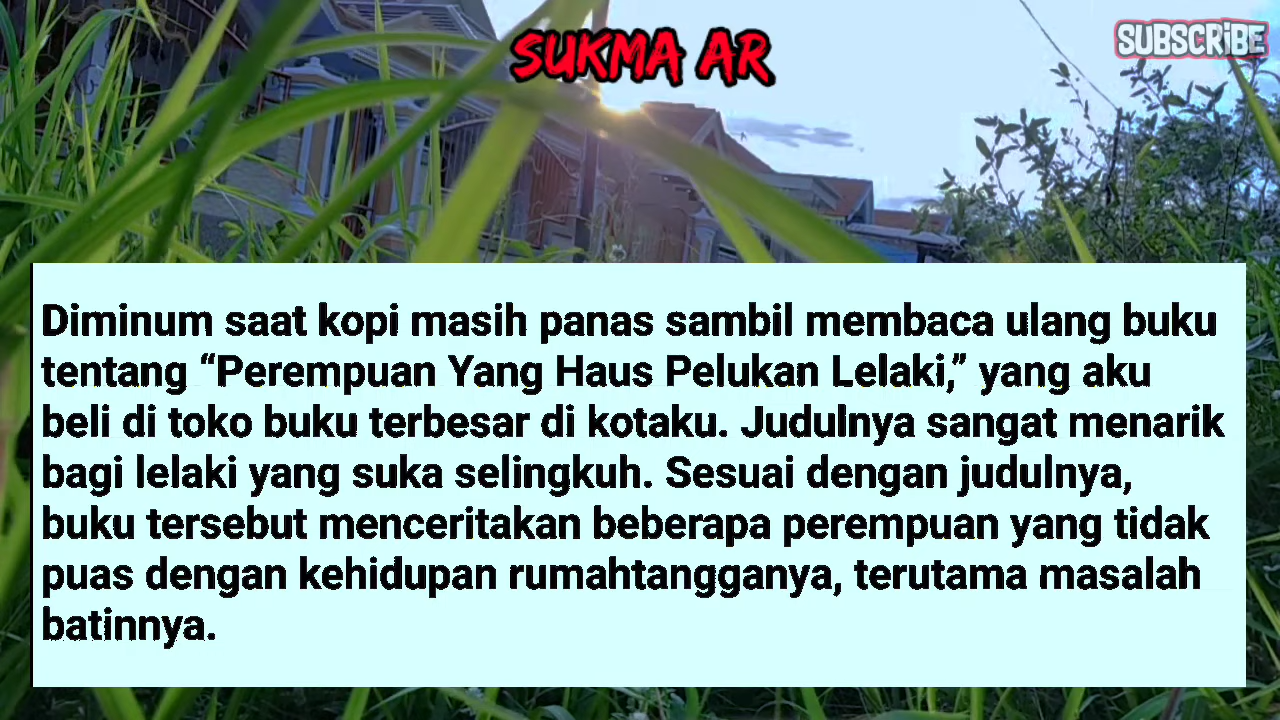 SUKMA AR
SUBSCRiBE
Diminum saat kopi masih panas sambil membaca ulang buku
tentang “Perempuan Yang Haus Pelukan Lelaki,” yang aku
beli di toko buku terbesar di kotaku. Judulnya sangat menarik
bagi lelaki yang suka selingkuh. Sesuai dengan judulnya,
buku tersebut menceritakan beberapa perempuan yang tidak
puas dengan kehidupan rumahtangganya, terutama masalah
batinnya.